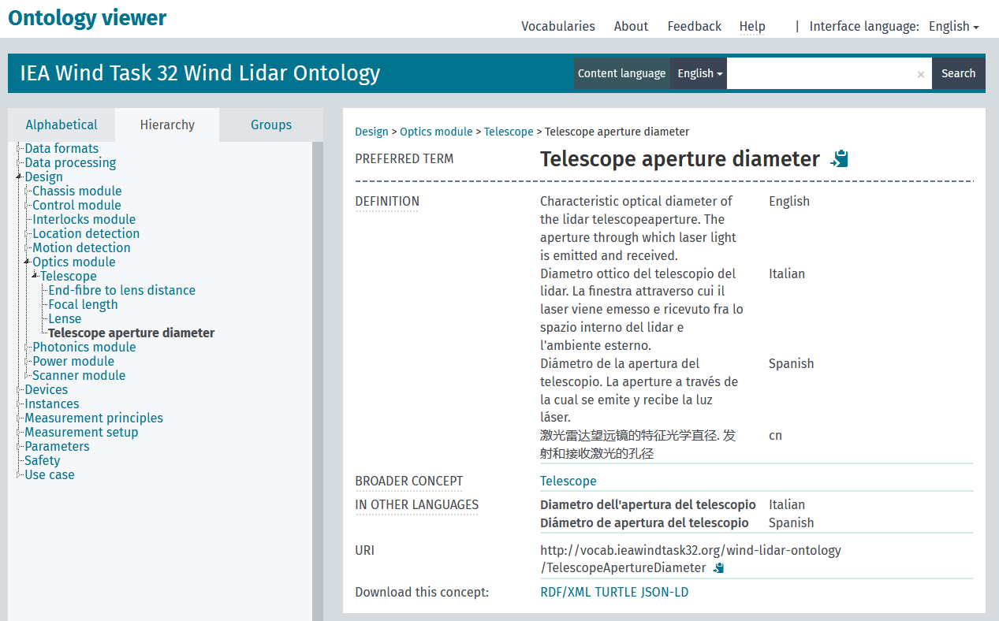 Ontology viewer
Vocabularies About Feedback Help | Interface language: English
IEA Wind Task 32 Wind Lidar Ontology
Content language English × Search
Alphabetical Hierarchy Groups
Data formats
Data processing
Design
Chassis module
Control module
Interlocks module
Location detection
Motion detection
Optics module
Telescope
End-fibre to lens distance
Focal length
Lense
Telescope aperture diameter
Photonics module
Power module
Scanner module
Devices
Instances
Measurement principles
Measurement setup
Parameters
Safety
Use case
Design > Optics module > Telescope > Telescope aperture diameter
PREFERRED TERM Telescope aperture diameter
DEFINITION
Characteristic optical diameter of English
the lidar telescopeaperture. The
aperture through which laser light
is emitted and received.
Diametro ottico del telescopio del Italian
lidar. La finestra attraverso cui il
laser viene emesso e ricevuto fra lo
spazio interno del lidar e
l'ambiente esterno.
Diámetro de la apertura del Spanish
telescopio. La aperture a través de
la cual se emite y recibe la luz
láser.
激光雷达望远镜的特征光学直径. 发 cn
射和接收激光的孔径
BROADER CONCEPT Telescope
IN OTHER LANGUAGES Diametro dell'apertura del telescopio Italian
Diámetro de apertura del telescopio Spanish
URI http://vocab.ieawindtask32.org/wind-lidar-ontology
/TelescopeApertureDiameter
Download this concept: RDF/XML TURTLE JSON-LD